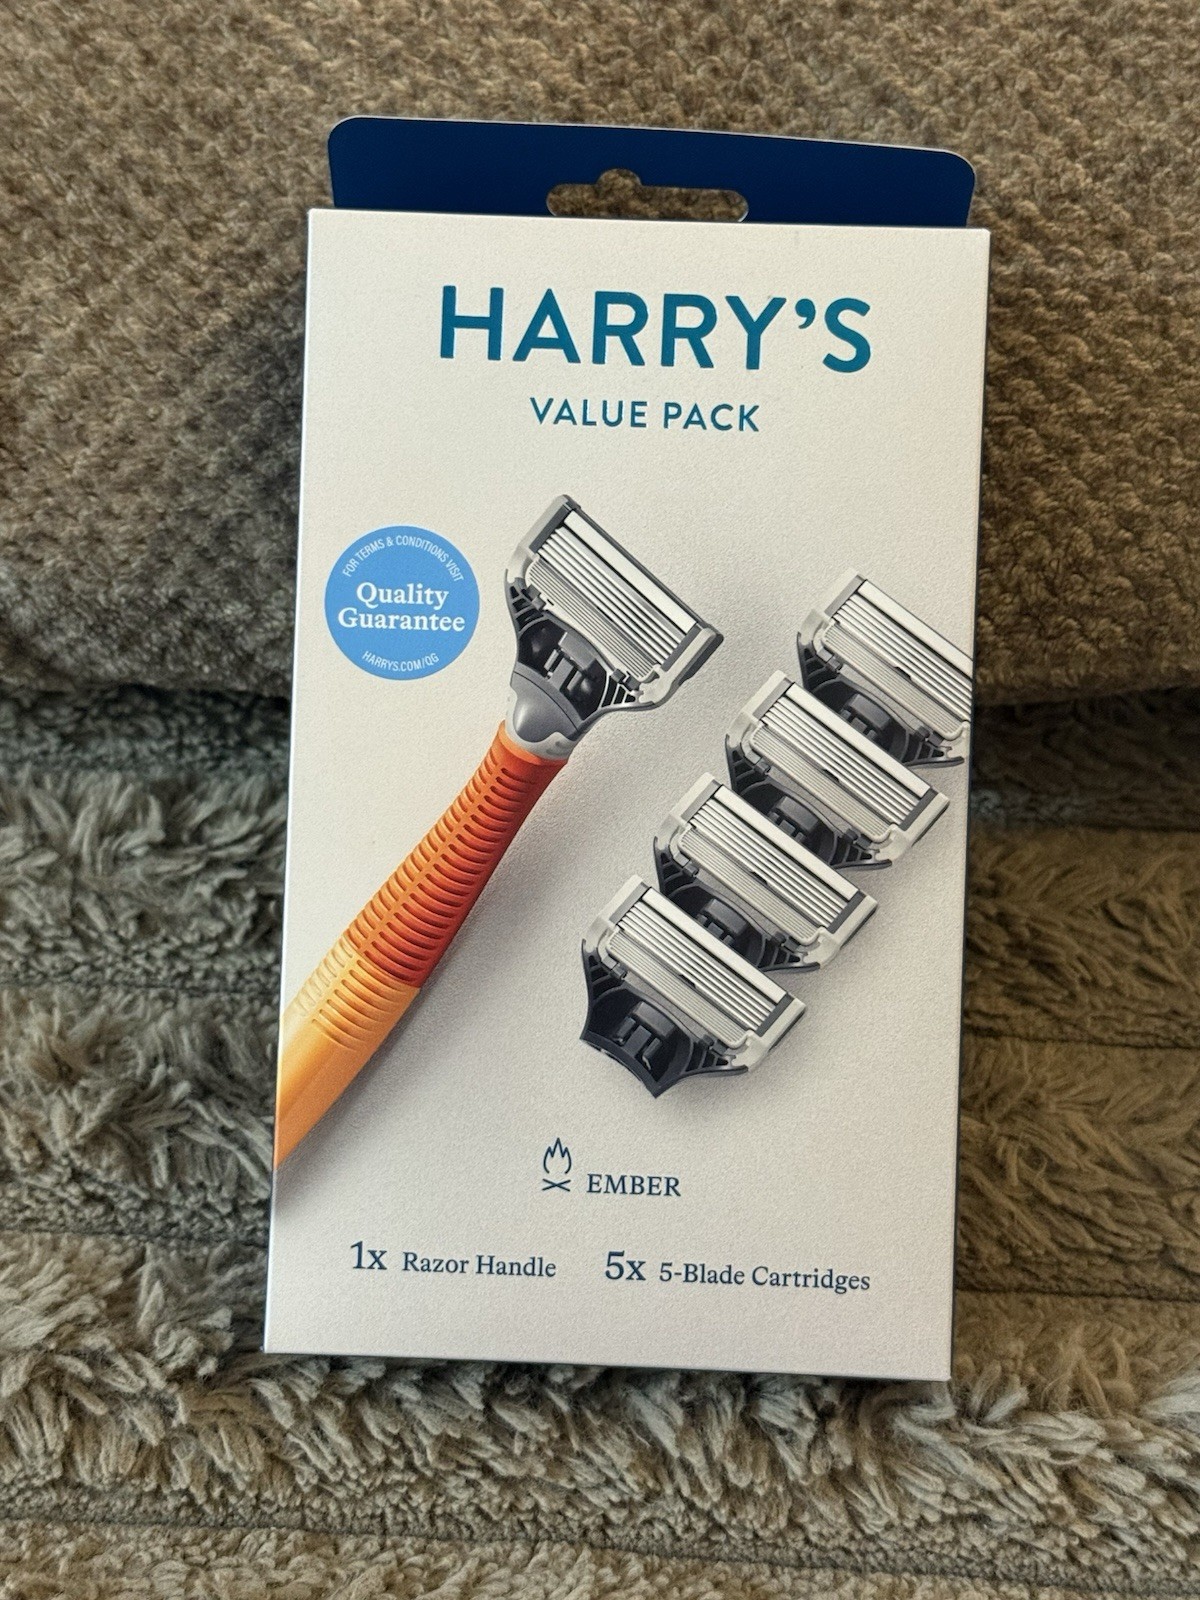 HARRY'S
VALUE PACK
FOR TERMS & CONDITIONS VISIT
Quality
Guarantee
HARRYS.COM/QG
EMBER
1x Razor Handle 5x 5-Blade Cartridges